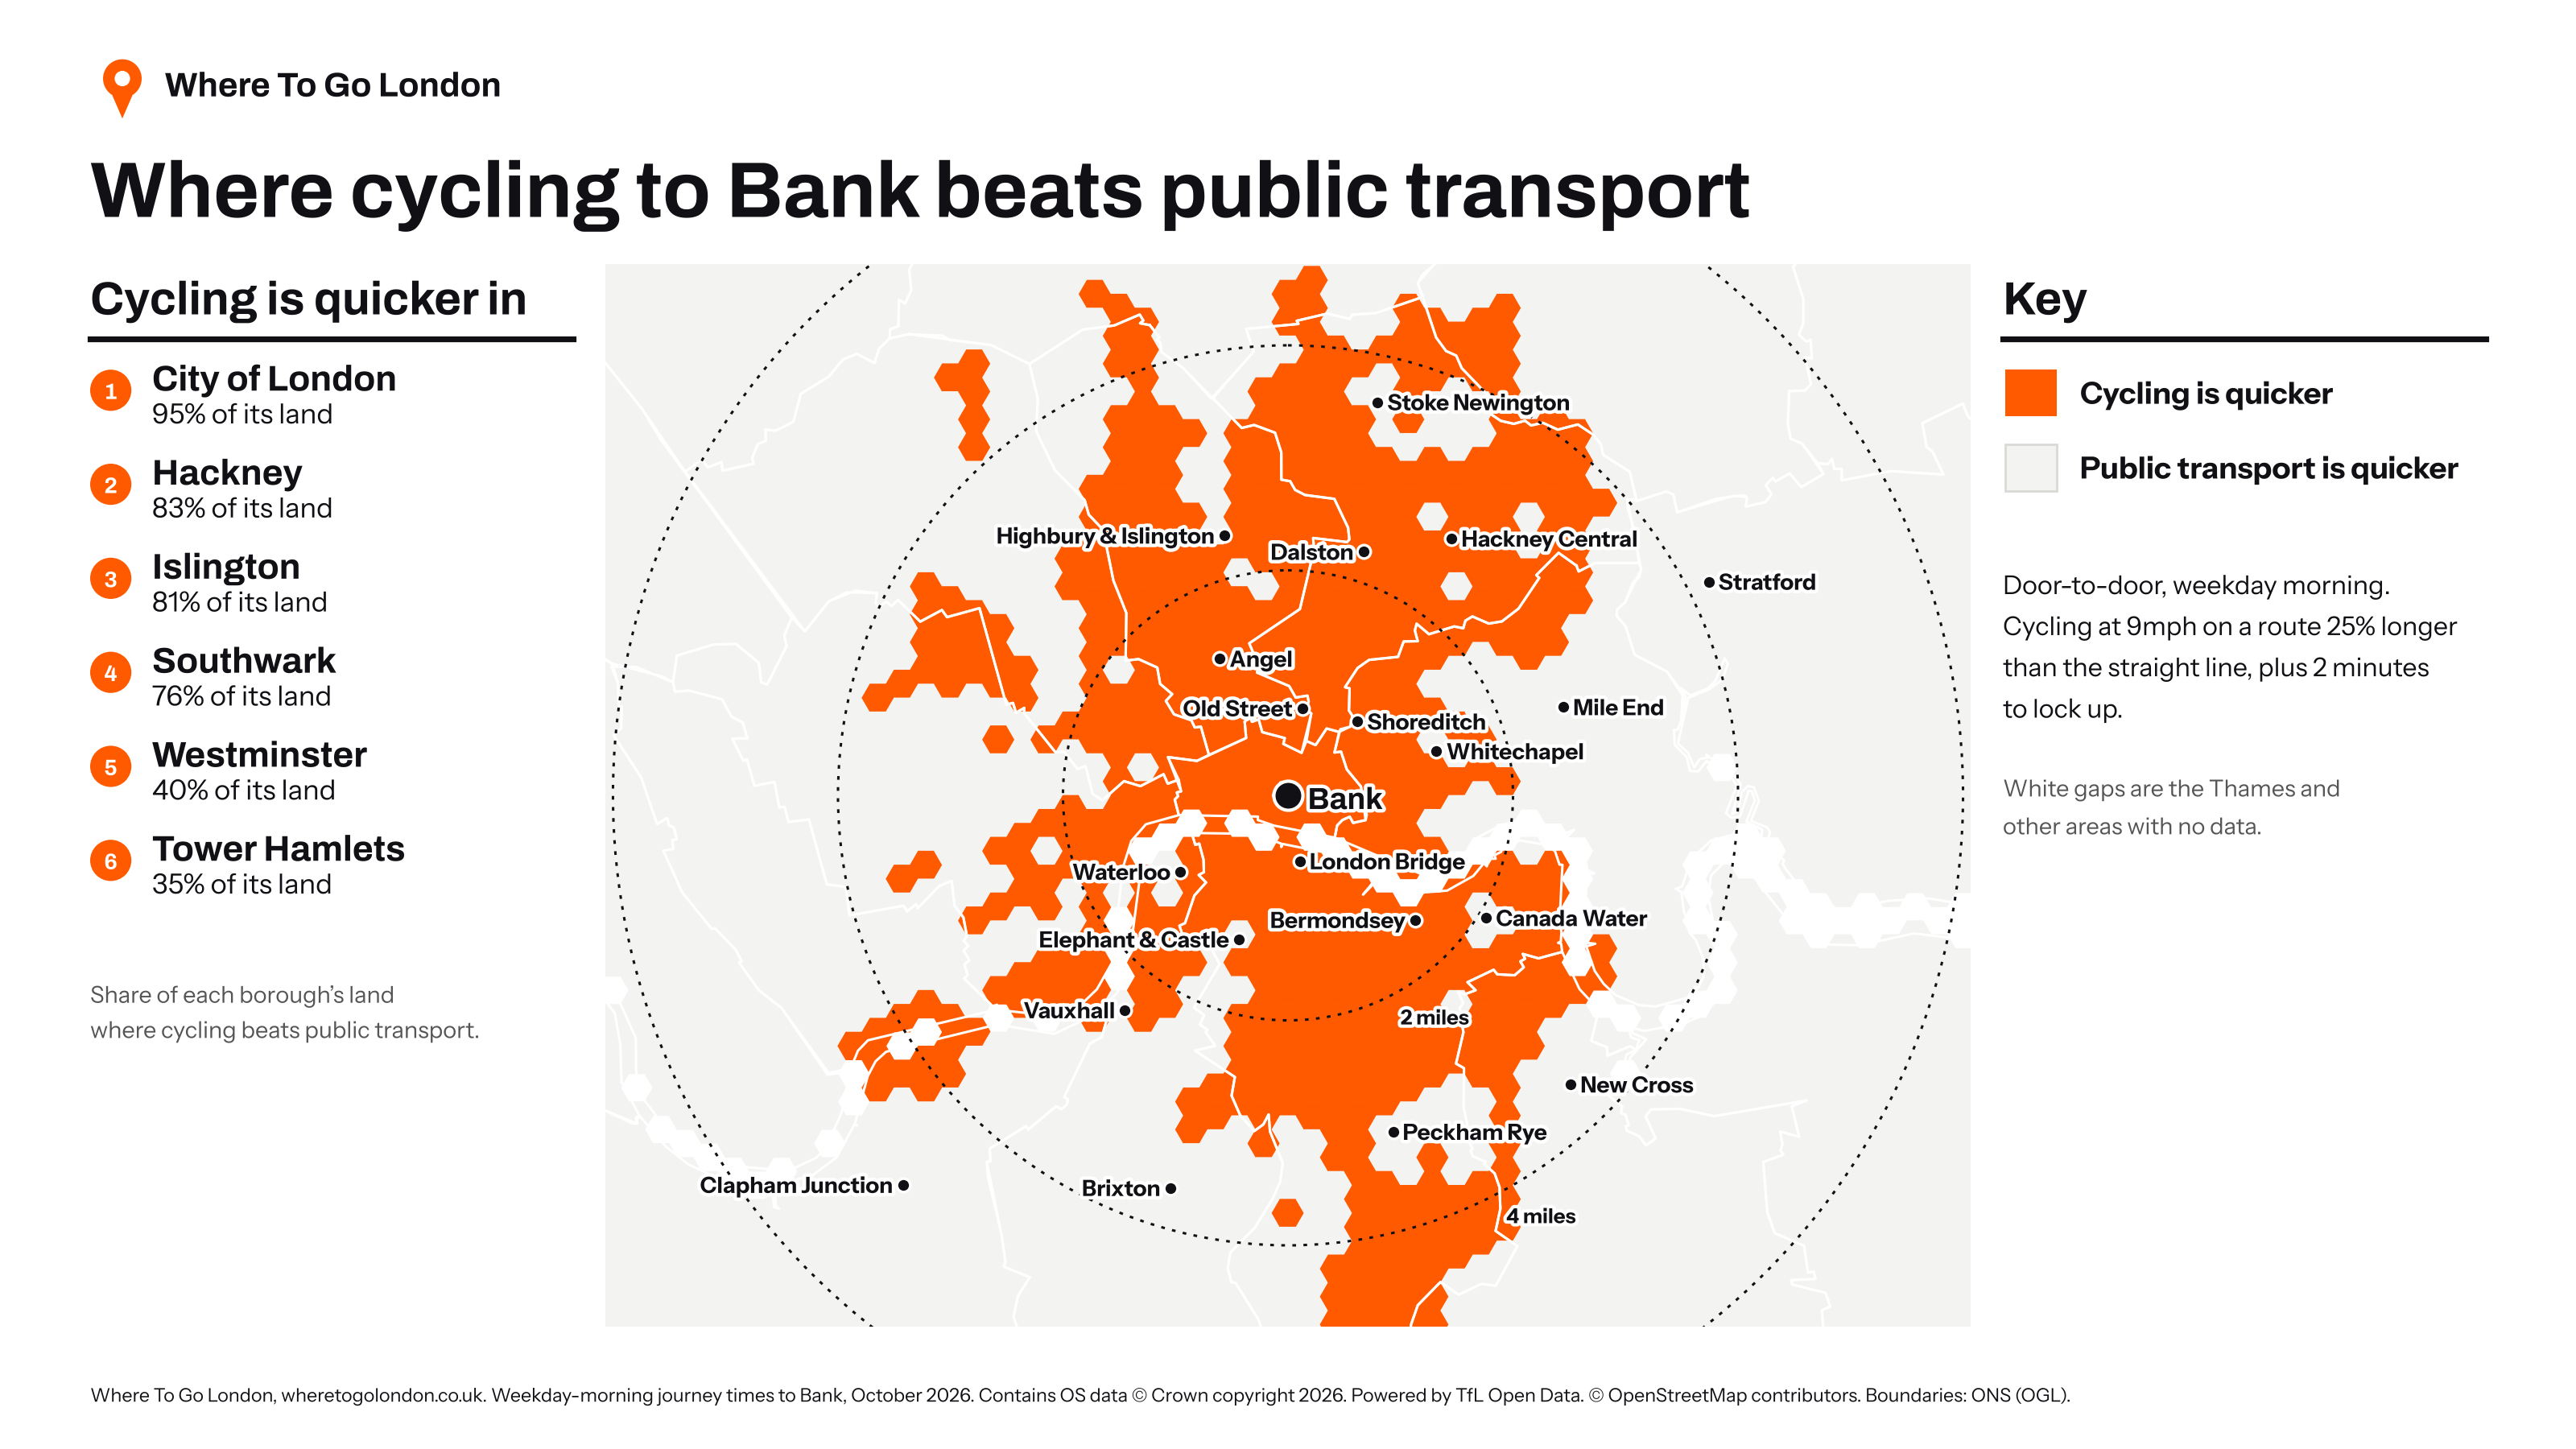 Where To Go London
Where cycling to Bank beats public transport
Cycling is quicker in
1
City of London
95% of its land
2
Hackney
83% of its land
3
Islington
81% of its land
4
Southwark
76% of its land
5
Westminster
40% of its land
6
Tower Hamlets
35% of its land
Share of each borough's land
where cycling beats public transport.
Stoke Newington
Highbury & Islington
Dalston
Hackney Central
Stratford
Angel
Old Street
Shoreditch
Mile End
Whitechapel
Bank
London Bridge
Waterloo
Bermondsey
Canada Water
Elephant & Castle
Vauxhall
2 miles
New Cross
Peckham Rye
Clapham Junction
Brixton
4 miles
Key
Cycling is quicker
Public transport is quicker
Door-to-door, weekday morning.
Cycling at 9mph on a route 25% longer
than the straight line, plus 2 minutes
to lock up.
White gaps are the Thames and
other areas with no data.
Where To Go London, wheretogolondon.co.uk. Weekday-morning journey times to Bank, October 2026. Contains OS data © Crown copyright 2026. Powered by TfL Open Data. © OpenStreetMap contributors. Boundaries: ONS (OGL).